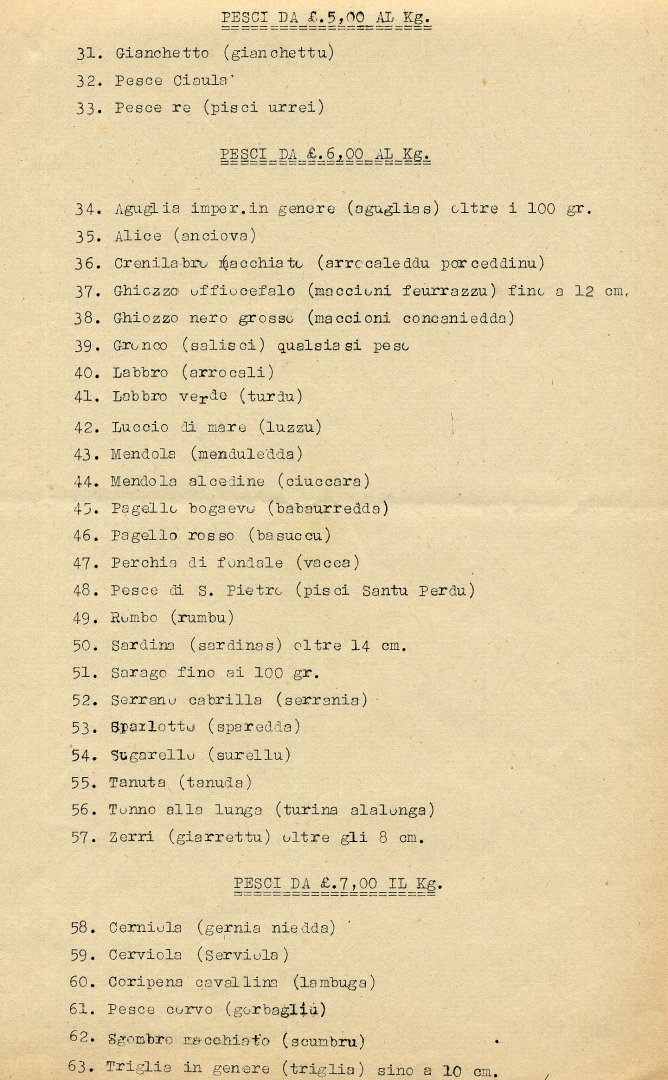 PESCI DA £.5,00 AL Kg.
31. Gianchetto (gianchettu)
32. Pesce Ciaula
33. Pesce re (pisci urrei)
PESCI DA £.6,00 AL Kg.
34. Aguglia imper.in genere (aguglias) oltre i 100 gr.
35. Alice (anciova)
36. Crenilabro macchiato (arrocaleddu porceddinu)
37. Ghiozzo offiocefalo (maccioni feurrazzu) fino a 12 cm.
38. Ghiozzo nero grosso (maccioni concaniedda)
39. Gronco (salisci) qualsiasi peso
40. Labbro (arrocali)
41. Labbro verde (turdu)
42. Luccio di mare (luzzu)
43. Mendola (menduledda)
44. Mendola alcedine (ciuccara)
45. Pagello bogaevo (babaurredda)
46. Pagello rosso (basuccu)
47. Perchia di fondale (vacca)
48. Pesce di S. Pietro (pisci Santu Perdu)
49. Rombo (rumbu)
50. Sardina (sardinas) oltre 14 cm.
51. Sarago fino ai 100 gr.
52. Serrano cabrilla (serrania)
53. Sparlotto (sparedda)
54. Sugarello (surellu)
55. Tanuta (tanuda)
56. Tonno alla lunga (turina alalonga)
57. Zerri (giarrettu) oltre gli 8 cm.
PESCI DA £.7,00 IL Kg.
58. Cerniola (gernia niedda)
59. Cerviola (Serviola)
60. Coripena cavallina (lambuga)
61. Pesce corvo (gorbagliu)
62. Sgombro macchiato (scumbru)
63. Triglia in genere (triglia) sino a 10 cm.